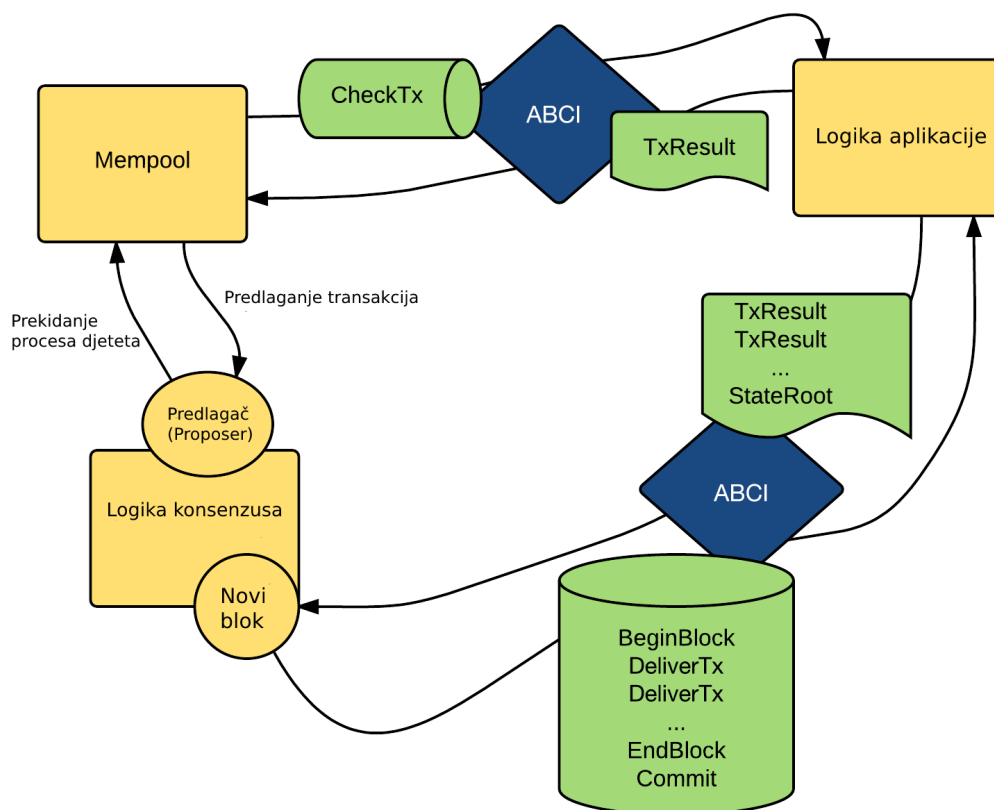 CheckTx
ABCI
Mempool
TxResult
Logika aplikacije
Predlaganje transakcija
Prekidanje
procesa djeteta
TxResult
TxResult
...
StateRoot
Predlagač
(Proposer)
Logika konsenzusa
ABCI
Novi
blok
BeginBlock
DeliverTx
DeliverTx
...
EndBlock
Commit